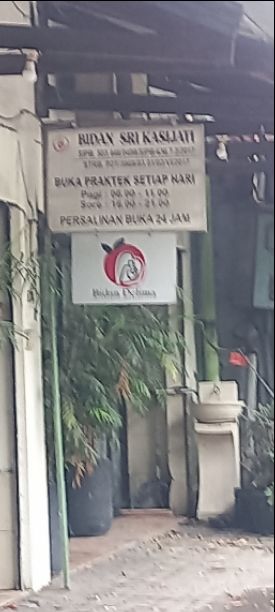 BIDAN SRI KASIJATI
BUKA PRAKTEK SETIAP HARI
Pagi : 06.00 - 11.00
Sore : 16.00 - 21.00
PERSALINAN BUKA 24 JAM
Bidan Delima